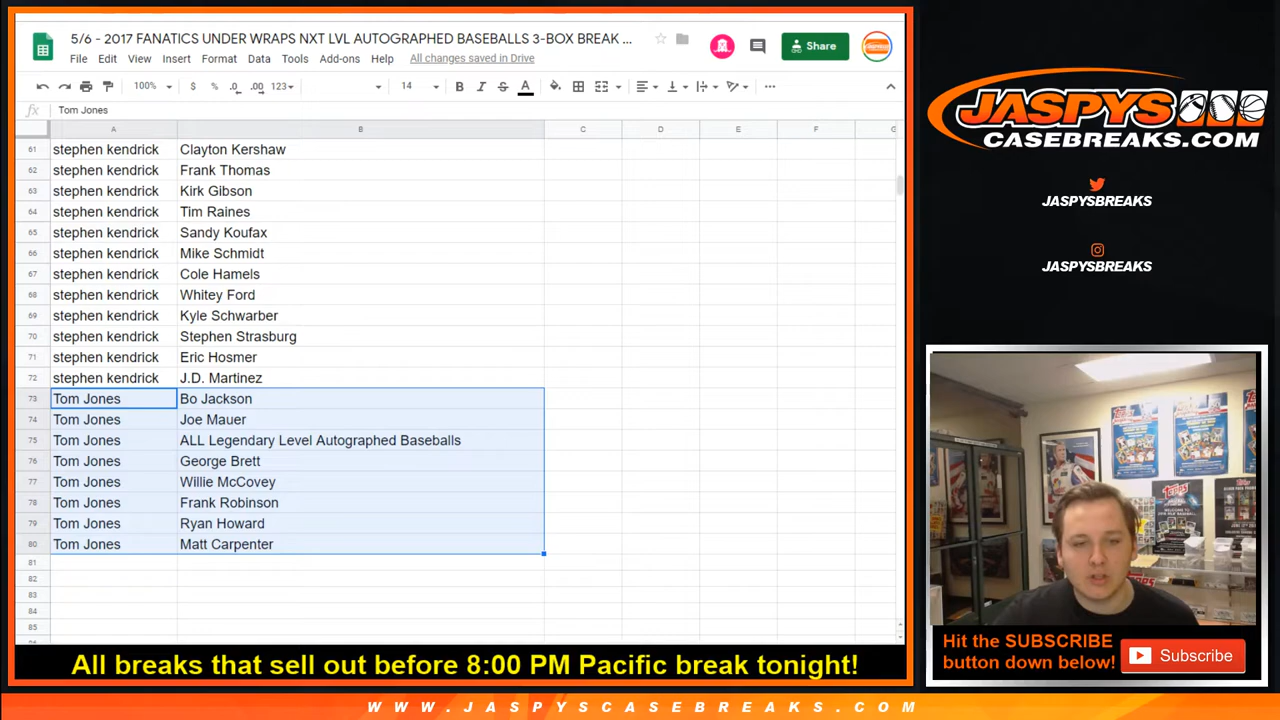 5/6 - 2017 FANATICS UNDER WRAPS NXT LVL AUTOGRAPHED BASEBALLS 3-BOX BREAK ...
File Edit View Insert Format Data Tools Add-ons Help All changes saved in Drive
Share
100% $ % .0 .00 123 14 B I S A
fx Tom Jones
A B C D E F G
61 stephen kendrick Clayton Kershaw
62 stephen kendrick Frank Thomas
63 stephen kendrick Kirk Gibson
64 stephen kendrick Tim Raines
65 stephen kendrick Sandy Koufax
66 stephen kendrick Mike Schmidt
67 stephen kendrick Cole Hamels
68 stephen kendrick Whitey Ford
69 stephen kendrick Kyle Schwarber
70 stephen kendrick Stephen Strasburg
71 stephen kendrick Eric Hosmer
72 stephen kendrick J.D. Martinez
73 Tom Jones Bo Jackson
74 Tom Jones Joe Mauer
75 Tom Jones ALL Legendary Level Autographed Baseballs
76 Tom Jones George Brett
77 Tom Jones Willie McCovey
78 Tom Jones Frank Robinson
79 Tom Jones Ryan Howard
80 Tom Jones Matt Carpenter
81
82
83
84
85
JASPYS
CASEBREAKS.COM
JASPYSBREAKS
JASPYSBREAKS
Hit the SUBSCRIBE
button down below!
Subscribe
All breaks that sell out before 8:00 PM Pacific break tonight!
WWW.JASPYSCASEBREAKS.COM